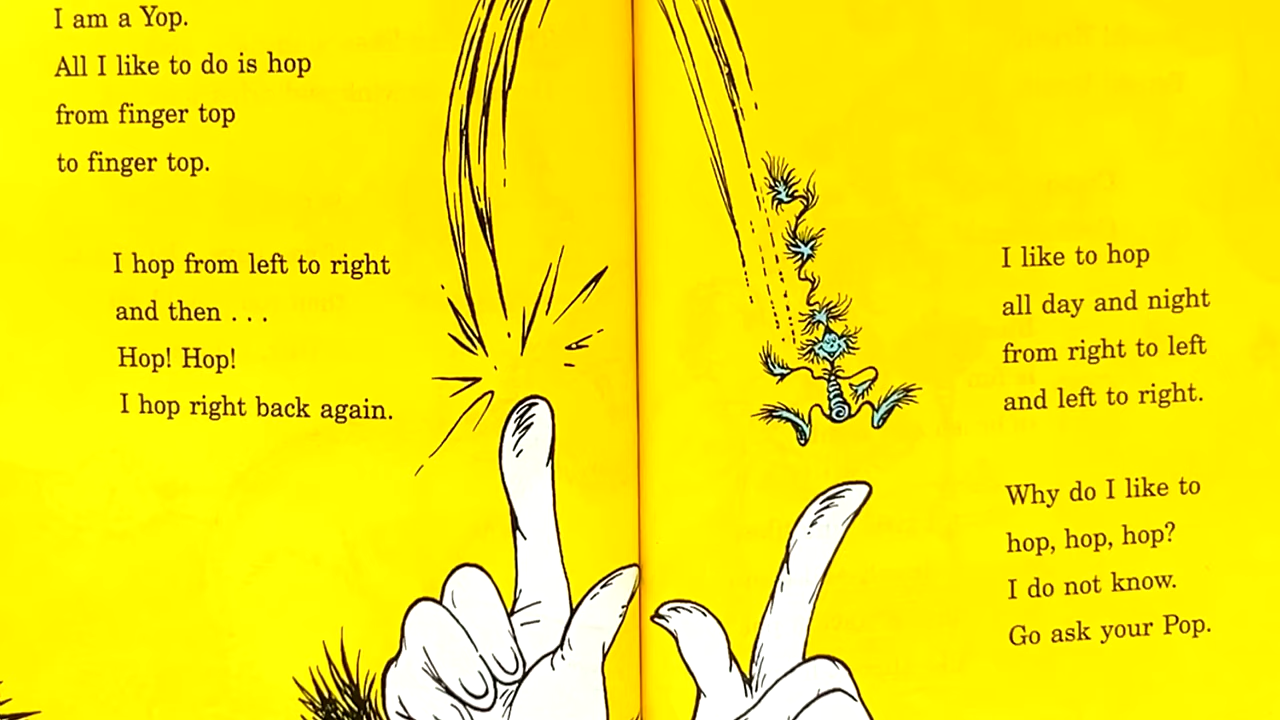 I am a Yop.
All I like to do is hop
from finger top
to finger top.
I hop from left to right
and then . . .
Hop! Hop!
I hop right back again.
I like to hop
all day and night
from right to left
and left to right.
Why do I like to
hop, hop, hop?
I do not know.
Go ask your Pop.